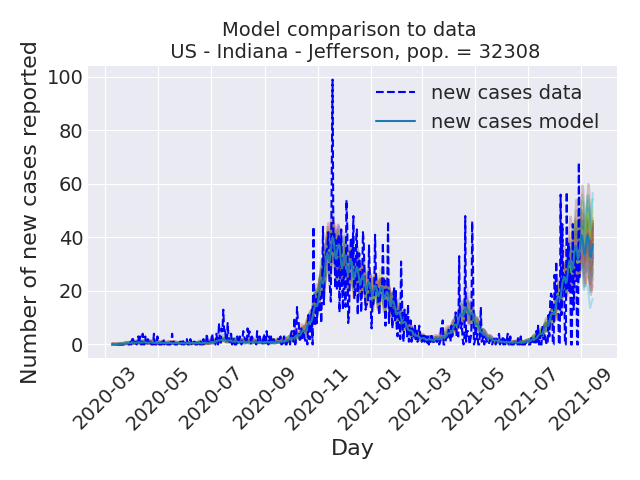 Model comparison to data
US - Indiana - Jefferson, pop. = 32308
Number of new cases reported
100
80
60
40
20
0
new cases data
new cases model
2020-03
2020-05
2020-07
2020-09
2020-11
2021-01
2021-03
2021-05
2021-07
2021-09
Day